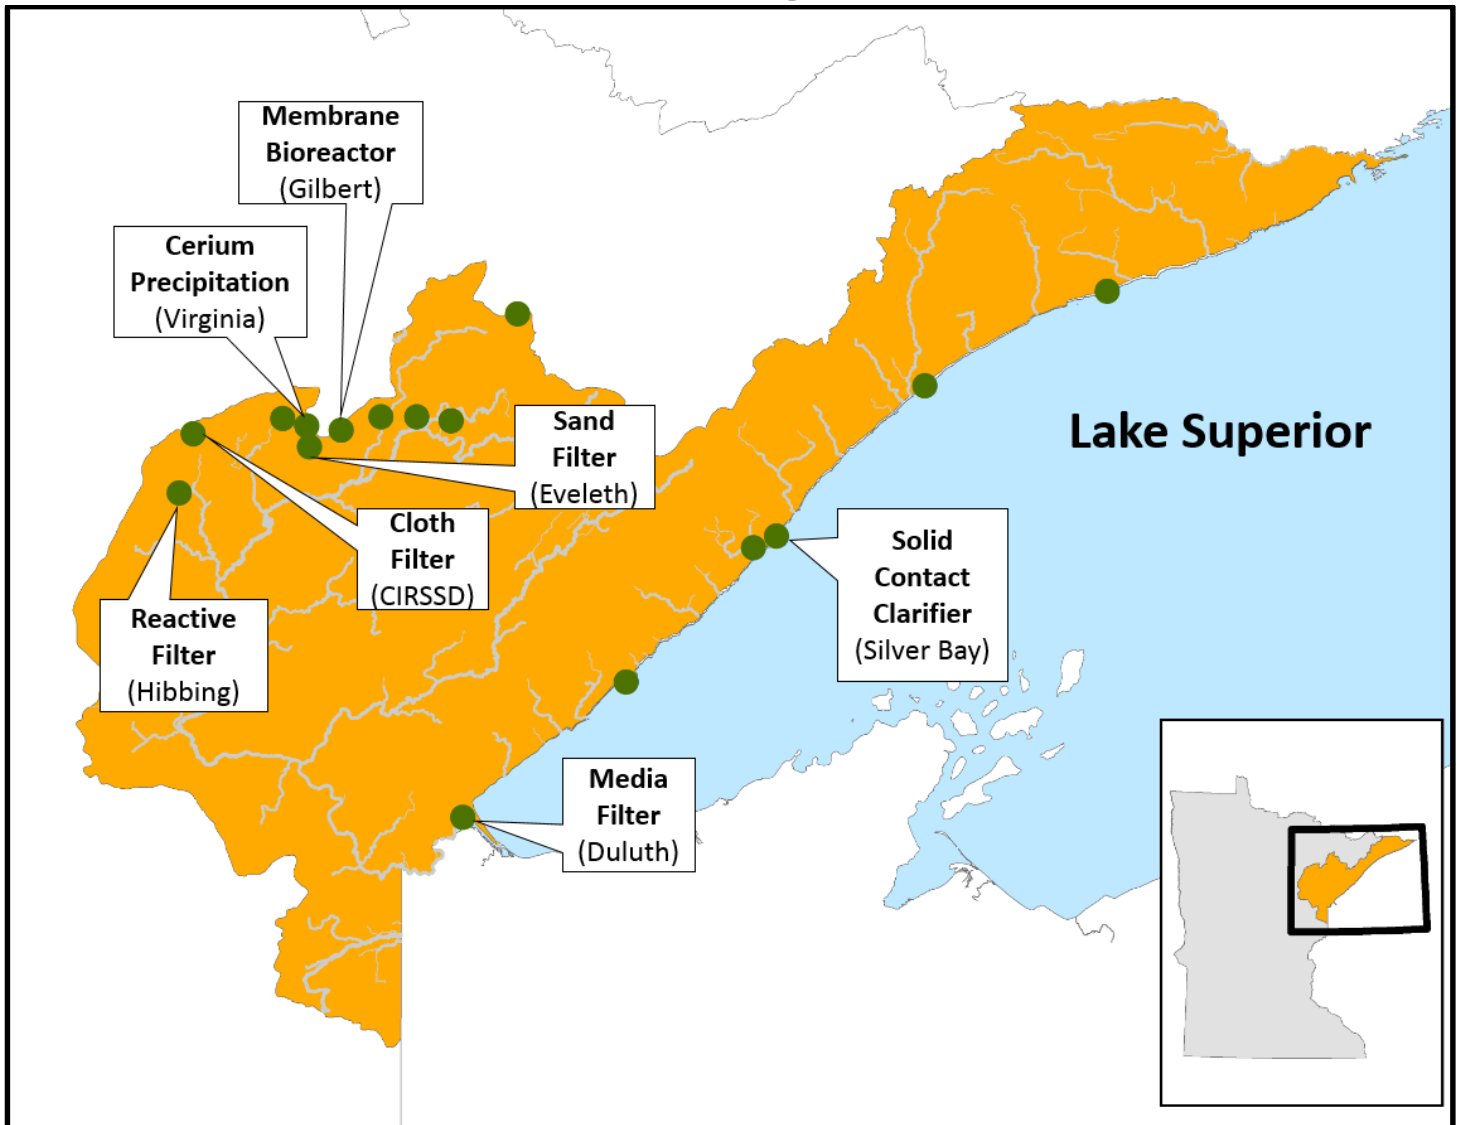 Membrane
Bioreactor
(Gilbert)
Cerium
Precipitation
(Virginia)
Sand
Filter
(Eveleth)
Lake Superior
Cloth
Filter
(CIRSSD)
Solid
Contact
Clarifier
(Silver Bay)
Reactive
Filter
(Hibbing)
Media
Filter
(Duluth)